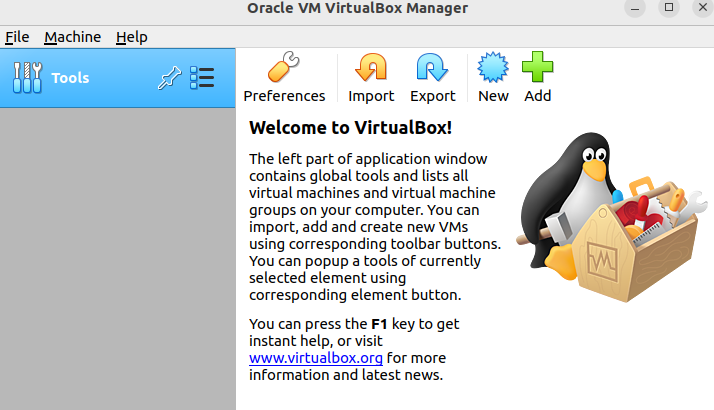 Oracle VM VirtualBox Manager
File Machine Help
Tools
Preferences Import Export New Add
Welcome to VirtualBox!
The left part of application window
contains global tools and lists all
virtual machines and virtual machine
groups on your computer. You can
import, add and create new VMs
using corresponding toolbar buttons.
You can popup a tools of currently
selected element using
corresponding element button.
You can press the F1 key to get
instant help, or visit
www.virtualbox.org for more
information and latest news.